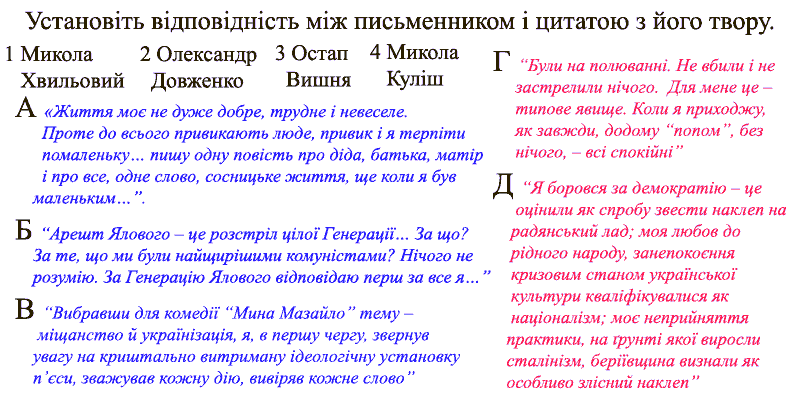 Установіть відповідність між письменником і цитатою з його твору.
1 Микола Хвильовий
2 Олександр Довженко
3 Остап Вишня
4 Микола Куліш
А «Життя моє не дуже добре, трудне і невеселе.
Проте до всього привикають люде, привик і я терпіти
помаленьку… пишу одну повість про діда, батька, матір
і про все, одне слово, сосницьке життя, ще коли я був
маленьким…”.
Б “Арешт Ялового – це розстріл цілої Генерації… За що?
За те, що ми були найщирішими комуністами? Нічого не
розумію. За Генерацію Ялового відповідаю перш за все я…”
В “Вибравши для комедії “Мина Мазайло” тему –
міщанство й українізація, я, в першу чергу, звернув
увагу на криштально витриману ідеологічну установку
п’єси, зважував кожну дію, вивіряв кожне слово”
Г “Були на полюванні. Не вбили і не
застрелили нічого. Для мене це –
типове явище. Коли я приходжу,
як завжди, додому “попом”, без
нічого, – всі спокійні”
Д “Я боровся за демократію – це
оцінили як спробу звести наклеп на
радянський лад; моя любов до
рідного народу, занепокоєння
кризовим станом української
культури кваліфікувалися як
націоналізм; моє неприйняття
практики, на ґрунті якої виросли
сталінізм, беріївщина визнали як
особливо злісний наклеп”